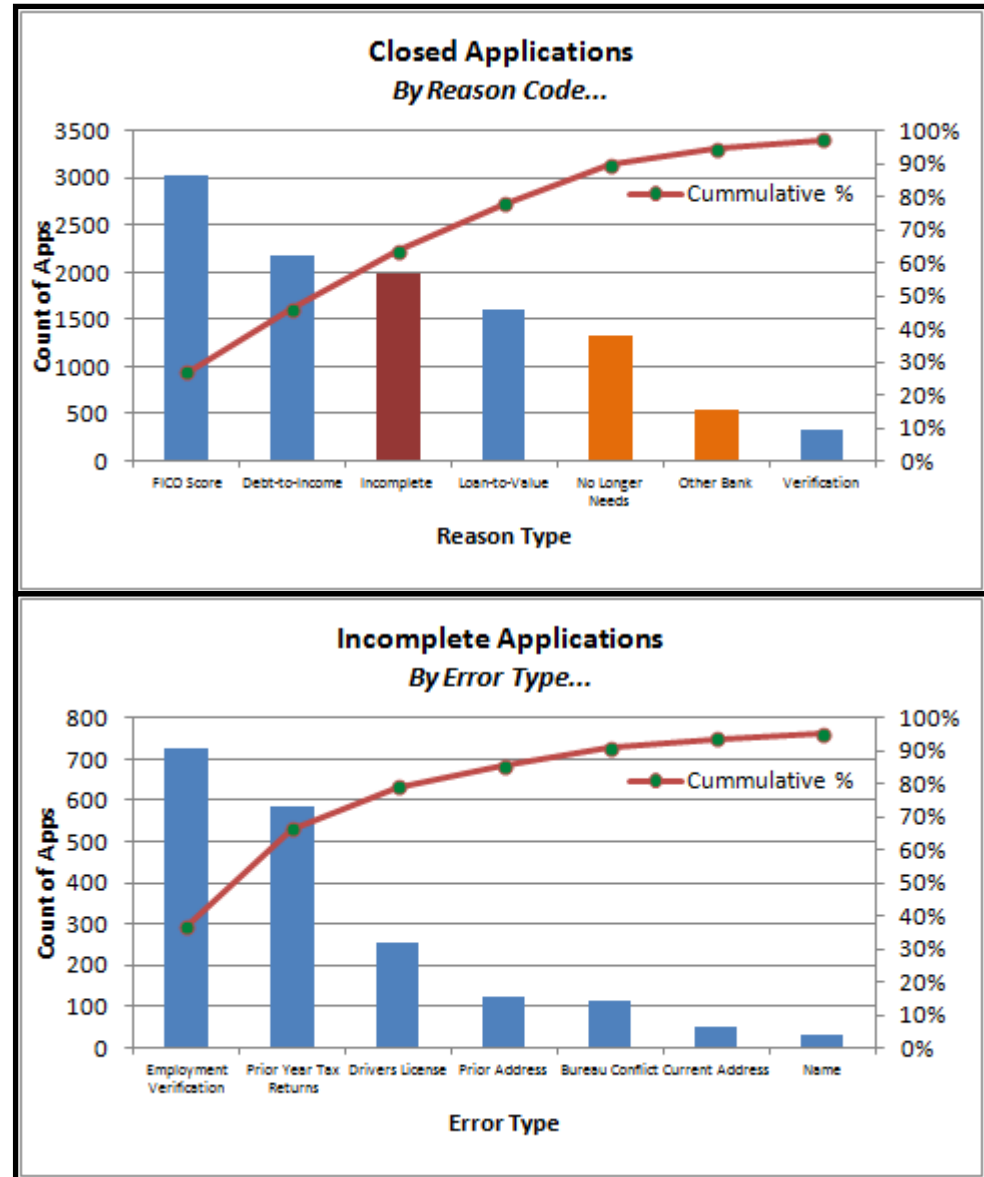 Closed Applications
By Reason Code...
3500
3000
2500
2000
1500
1000
500
0
Count of Apps
100%
90%
80%
70%
60%
50%
40%
30%
20%
10%
0%
Cummulative %
FICO Score Debt-to-Income Incomplete Loan-to-Value No Longer Other Bank Verification
Needs
Reason Type
Incomplete Applications
By Error Type...
800
700
600
500
400
300
200
100
0
Count of Apps
100%
90%
80%
70%
60%
50%
40%
30%
20%
10%
0%
Cummulative %
Employment Prior Year Tax Drivers License Prior Address Bureau Conflict Current Address Name
Verification Returns
Error Type